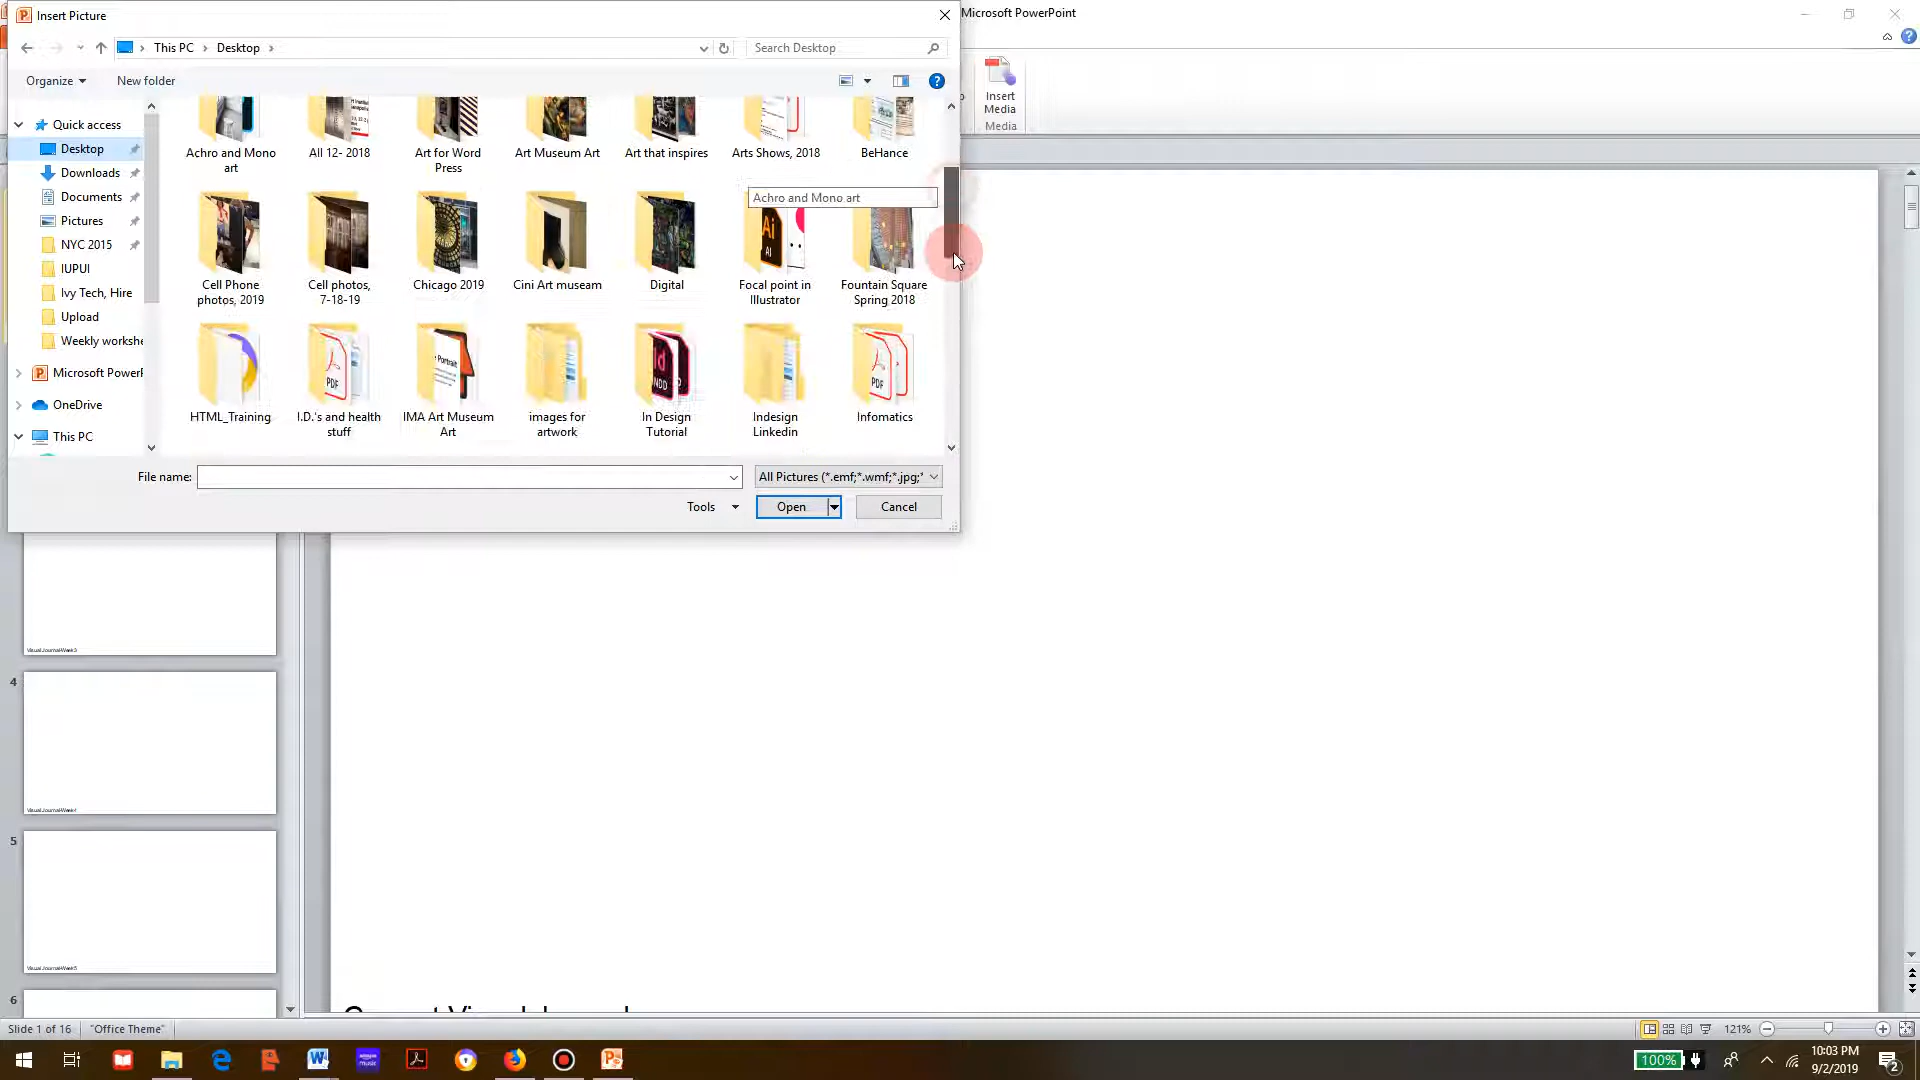 Insert Picture
Microsoft PowerPoint
This PC
Desktop
Search Desktop
Organize
New folder
Insert
Media
Media
Quick access
Desktop
Downloads
Documents
Pictures
NYC 2015
IUPUI
Ivy Tech, Hire
Upload
Weekly workshe
Microsoft PowerF
OneDrive
This PC
Achro and Mono
art
All 12- 2018
Art for Word
Press
Art Museum Art
Art that inspires
Arts Shows, 2018
BeHance
Achro and Mono art
Cell Phone
photos, 2019
Cell photos,
7-18-19
Chicago 2019
Cini Art museam
Digital
Focal point in
Illustrator
Fountain Square
Spring 2018
HTML_Training
I.D.'s and health
stuff
IMA Art Museum
Art
images for
artwork
In Design
Tutorial
Indesign
Linkedin
Infomatics
File name:
All Pictures (*.emf;*.wmf;*.jpg;*
Tools
Open
Cancel
VisualJournalWeek3
4
VisualJournalWeek4
5
VisualJournalWeek5
6
Slide 1 of 16
"Office Theme"
121%
100%
10:03 PM
9/2/2019
2